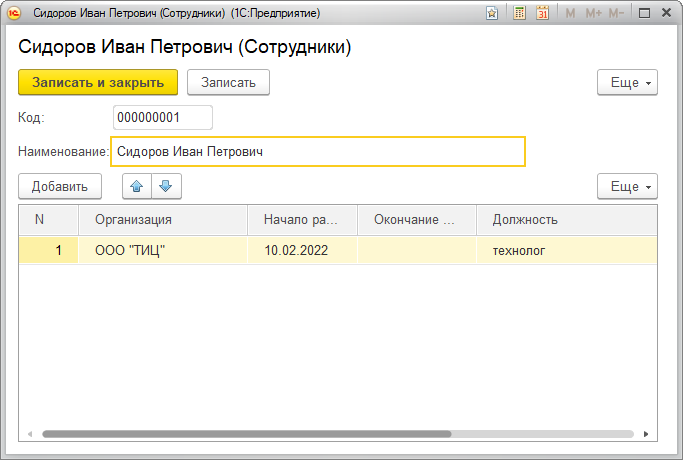 Сидоров Иван Петрович (Сотрудники) (1С:Предприятие)
M M+ M−
Сидоров Иван Петрович (Сотрудники)
Записать и закрыть Записать Еще
Код: 000000001
Наименование: Сидоров Иван Петрович
Добавить Еще
N Организация Начало ра... Окончание ... Должность
1 ООО "ТИЦ" 10.02.2022 технолог